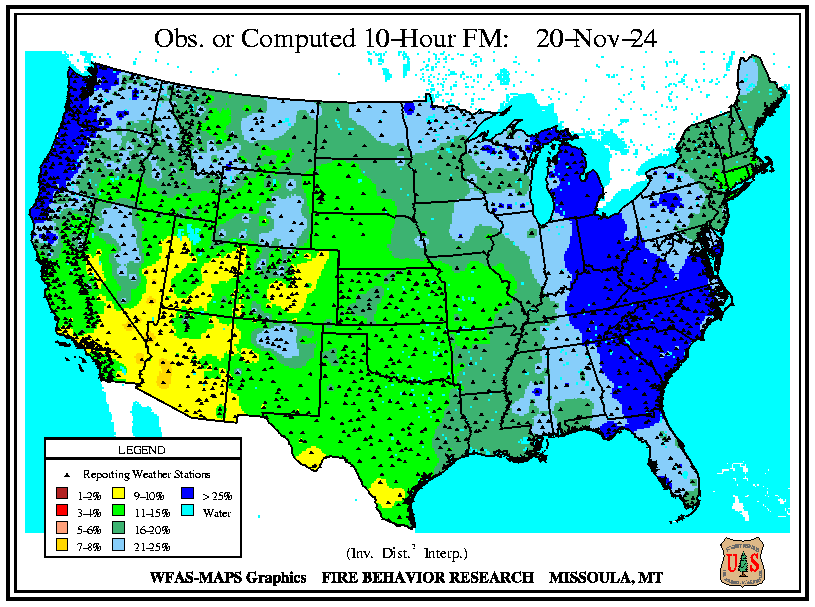 Obs. or Computed 10-Hour FM: 20-Nov-24
LEGEND
Reporting Weather Stations
1-2% 9-10% > 25%
3-4% 11-15% Water
5-6% 16-20%
7-8% 21-25%
(Inv. Dist.² Interp.)
WFAS-MAPS Graphics FIRE BEHAVIOR RESEARCH MISSOULA, MT
U S